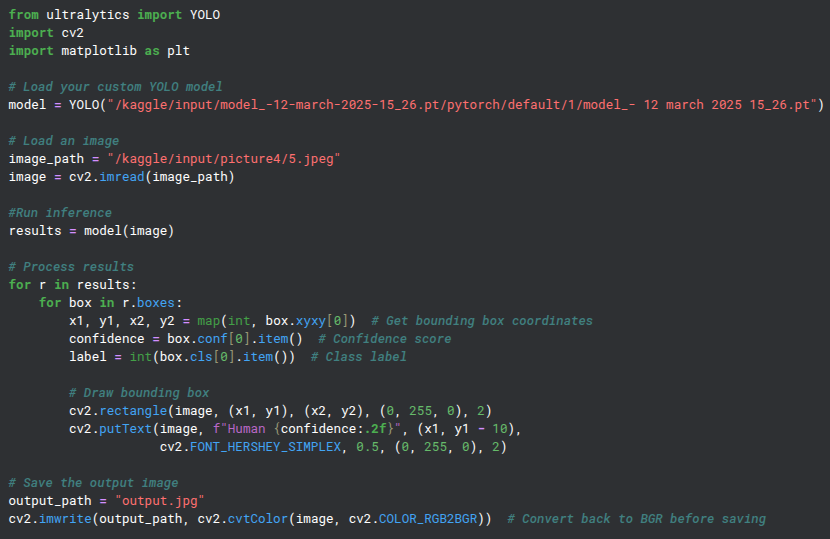 from ultralytics import YOLO
import cv2
import matplotlib as plt
# Load your custom YOLO model
model = YOLO("/kaggle/input/model_-12-march-2025-15_26.pt/pytorch/default/1/model_- 12 march 2025 15_26.pt")
# Load an image
image_path = "/kaggle/input/picture4/5.jpeg"
image = cv2.imread(image_path)
#Run inference
results = model(image)
# Process results
for r in results:
    for box in r.boxes:
        x1, y1, x2, y2 = map(int, box.xyxy[0])  # Get bounding box coordinates
        confidence = box.conf[0].item()  # Confidence score
        label = int(box.cls[0].item())  # Class label
        # Draw bounding box
        cv2.rectangle(image, (x1, y1), (x2, y2), (0, 255, 0), 2)
        cv2.putText(image, f"Human {confidence:.2f}", (x1, y1 - 10),
                    cv2.FONT_HERSHEY_SIMPLEX, 0.5, (0, 255, 0), 2)
# Save the output image
output_path = "output.jpg"
cv2.imwrite(output_path, cv2.cvtColor(image, cv2.COLOR_RGB2BGR))  # Convert back to BGR before saving